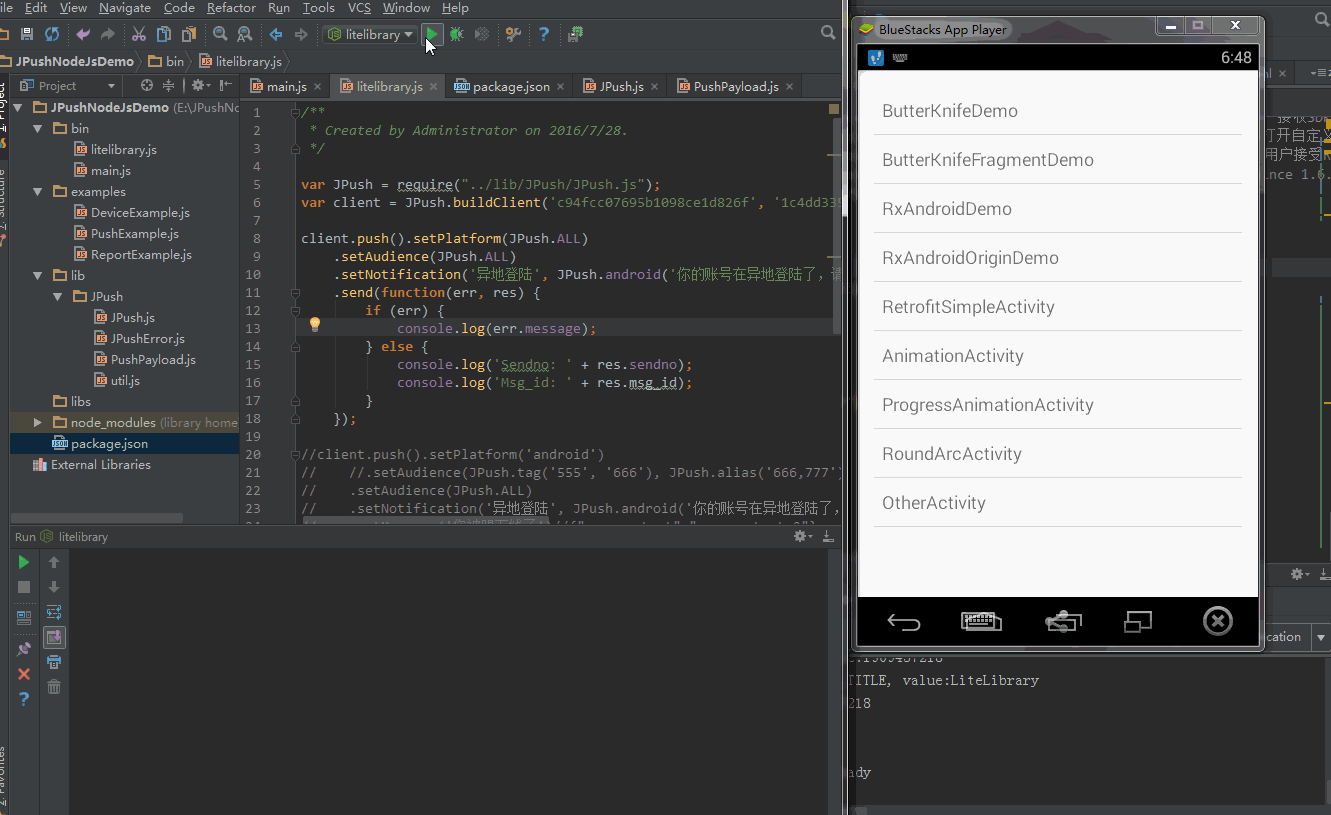 File Edit View Navigate Code Refactor Run Tools VCS Window Help
litelibrary
JPushNodeJsDemo bin litelibrary.js
Project
main.js litelibrary.js package.json JPush.js PushPayload.js
JPushNodeJsDemo (E:\JPushNo
bin
litelibrary.js
main.js
examples
DeviceExample.js
PushExample.js
ReportExample.js
lib
JPush
JPush.js
JPushError.js
PushPayload.js
util.js
libs
node_modules (library home
package.json
External Libraries
1 /**
2 * Created by Administrator on 2016/7/28.
3 */
4
5 var JPush = require("../lib/JPush/JPush.js");
6 var client = JPush.buildClient('c94fcc07695b1098ce1d826f', '1c4dd339
7
8 client.push().setPlatform(JPush.ALL)
9 .setAudience(JPush.ALL)
10 .setNotification('异地登陆', JPush.android('你的账号在异地登陆了，请
11 .send(function(err, res) {
12 if (err) {
13 console.log(err.message);
14 } else {
15 console.log('Sendno: ' + res.sendno);
16 console.log('Msg_id: ' + res.msg_id);
17 }
18 });
19
20 //client.push().setPlatform('android')
21 // //.setAudience(JPush.tag('555', '666'), JPush.alias('666,777')
22 // .setAudience(JPush.ALL)
23 // .setNotification('异地登陆', JPush.android('你的账号在异地登陆了，
Run litelibrary
BlueStacks App Player
6:48
ButterKnifeDemo
ButterKnifeFragmentDemo
RxAndroidDemo
RxAndroidOriginDemo
RetrofitSimpleActivity
AnimationActivity
ProgressAnimationActivity
RoundArcActivity
OtherActivity
打开自定义
用户接受
ince 1.6.
cation
TITLE, value:LiteLibrary
218
ady